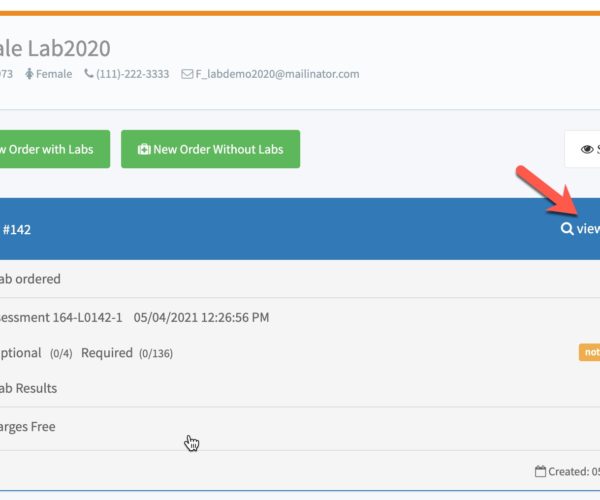 ale Lab2020
973 Female (111)-222-3333 F_labdemo2020@mailinator.com
w Order with Labs New Order Without Labs S
#142 view
ab ordered
sessment 164-L0142-1 05/04/2021 12:26:56 PM
ptional (0/4) Required (0/136) not
ab Results
arges Free
Created: 05